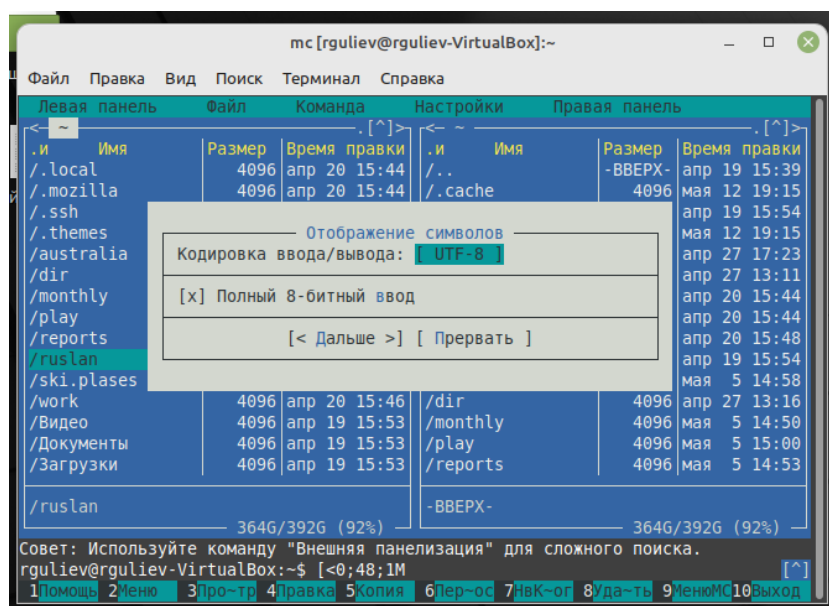 mc [rguliev@rguliev-VirtualBox]:~
Файл Правка Вид Поиск Терминал Справка
Левая панель Файл Команда Настройки Правая панель
<— ~ .[^]> <— ~ .[^]>
.и Имя Размер Время правки .и Имя Размер Время правки
/.local 4096 апр 20 15:44 /.. -ВВЕРХ- апр 19 15:39
/.mozilla 4096 апр 20 15:44 /.cache 4096 мая 12 19:15
/.ssh апр 19 15:54
/.themes Отображение символов мая 12 19:15
/australia Кодировка ввода/вывода: [ UTF-8 ] апр 27 17:23
/dir апр 27 13:11
/monthly [x] Полный 8-битный ввод апр 20 15:44
/play апр 20 15:44
/reports [< Дальше >] [ Прервать ] апр 20 15:48
/ruslan апр 19 15:54
/ski.plases мая 5 14:58
/work 4096 апр 20 15:46 /dir 4096 апр 27 13:16
/Видео 4096 апр 19 15:53 /monthly 4096 мая 5 14:50
/Документы 4096 апр 19 15:53 /play 4096 мая 5 15:00
/Загрузки 4096 апр 19 15:53 /reports 4096 мая 5 14:53
/ruslan -ВВЕРХ-
364G/392G (92%) 364G/392G (92%)
Совет: Используйте команду "Внешняя панелизация" для сложного поиска.
rguliev@rguliev-VirtualBox:~$ [<0;48;1M [^]
1Помощь 2Меню 3Про~тр 4Правка 5Копия 6Пер~ос 7НвК~ог 8Уда~ть 9МенюMC 10Выход